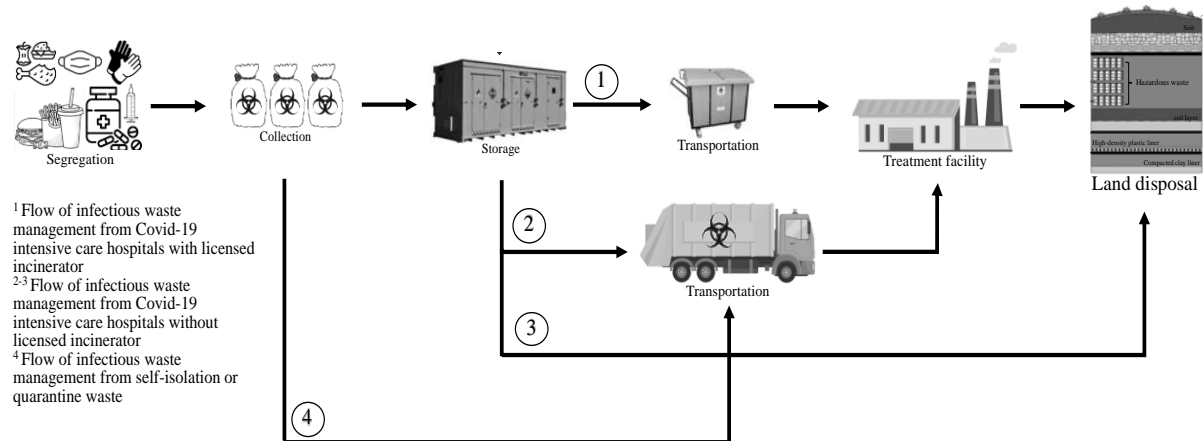 Soil
Hazardous waste
soil layer
High-density plastic liner
Compacted clay liner
1
Segregation
Collection
Storage
Transportation
Treatment facility
Land disposal
1 Flow of infectious waste
management from Covid-19
intensive care hospitals with licensed
incinerator
2-3 Flow of infectious waste
management from Covid-19
intensive care hospitals without
licensed incinerator
4 Flow of infectious waste
management from self-isolation or
quarantine waste
2
Transportation
3
4